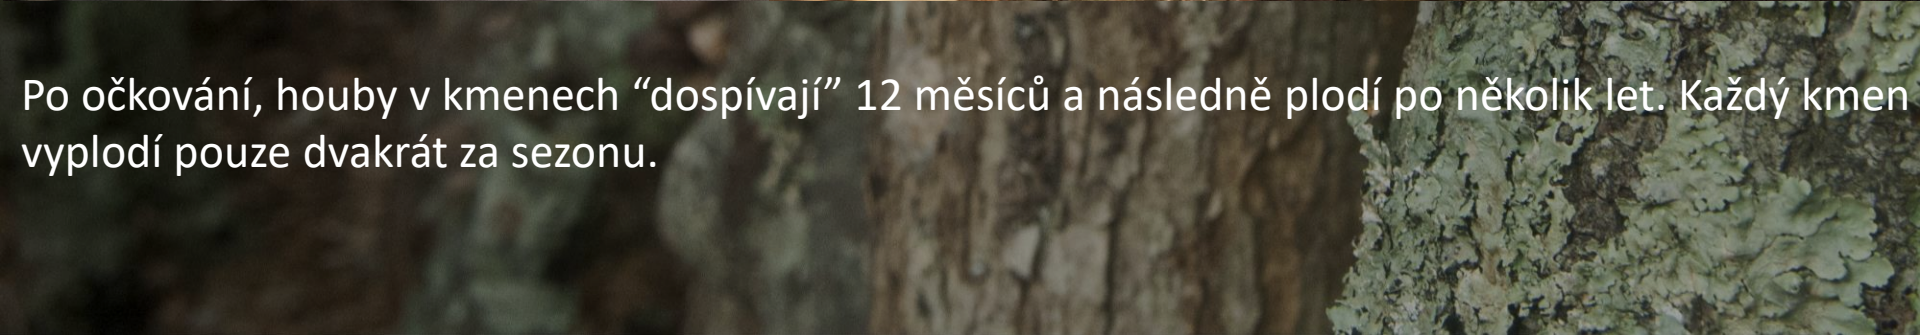 Po očkování, houby v kmenech “dospívají” 12 měsíců a následně plodí po několik let. Každý kmen
vyplodí pouze dvakrát za sezonu.